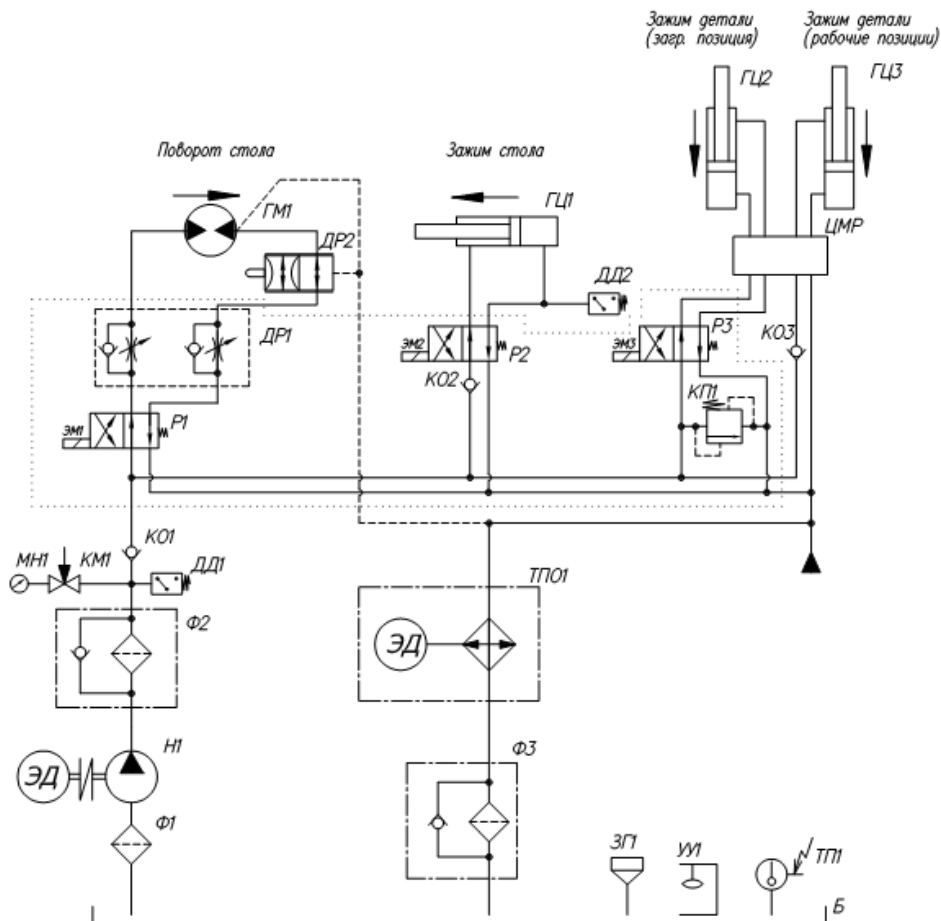 Зажим детали
(загр. позиция)
Зажим детали
(рабочие позиции)
ГЦ2
ГЦ3
Поворот стола
Зажим стола
ГМ1
ГЦ1
ДР2
ЦМР
ДД2
ДР1
Р3
КО3
ЭМ2
Р2
ЭМ3
КО2
КП1
ЭМ1
Р1
КО1
МН1
КМ1
ДД1
ТПО1
Ф2
ЭД
Н1
Ф3
ЭД
Ф1
ЗГ1
УУ1
ТП1
Б